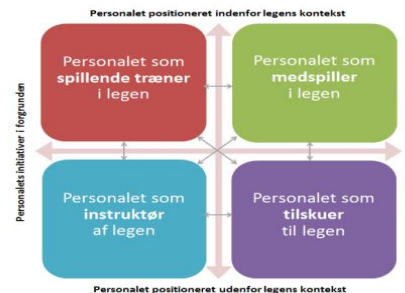 Personalet positioneret indenfor legens kontekst
Personalet som
spillende træner
i legen
Personalet som
medspiller
i legen
Personalets initiativer i forgrunden
Personalet som
instruktør
af legen
Personalet som
tilskuer
til legen
Personalet positioneret udenfor legens kontekst